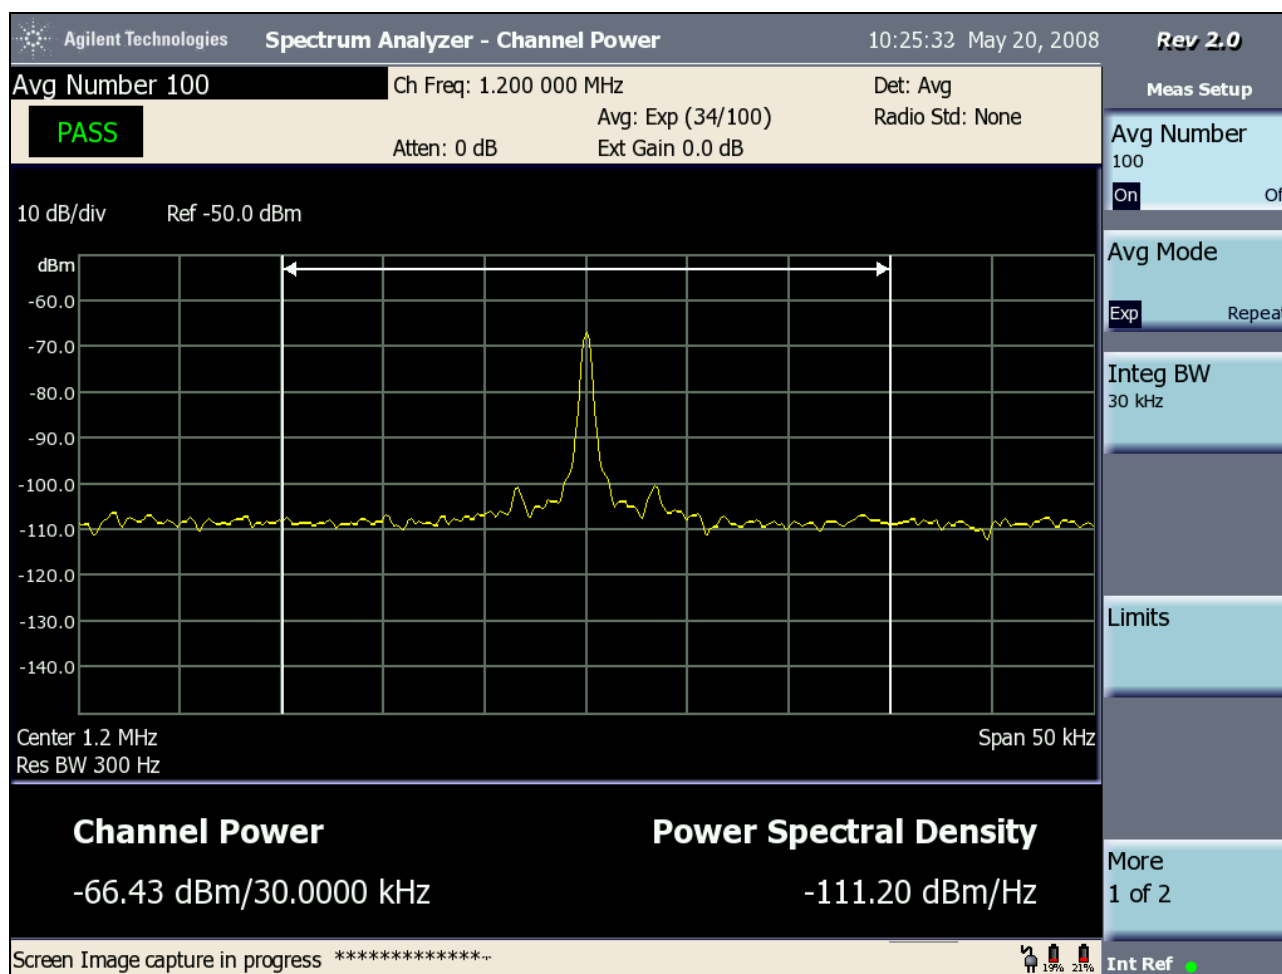 Agilent Technologies Spectrum Analyzer - Channel Power 10:25:33 May 20, 2008 Rev 2.0
Avg Number 100
PASS
Ch Freq: 1.200 000 MHz Det: Avg
Avg: Exp (34/100) Radio Std: None
Atten: 0 dB Ext Gain 0.0 dB
10 dB/div Ref -50.0 dBm
dBm
-60.0
-70.0
-80.0
-90.0
-100.0
-110.0
-120.0
-130.0
-140.0
Center 1.2 MHz Span 50 kHz
Res BW 300 Hz
Channel Power Power Spectral Density
-66.43 dBm/30.0000 kHz -111.20 dBm/Hz
Screen Image capture in progress *************-
19% 21%
Meas Setup
Avg Number
100
On Of
Avg Mode
Exp Repeat
Integ BW
30 kHz
Limits
More
1 of 2
Int Ref